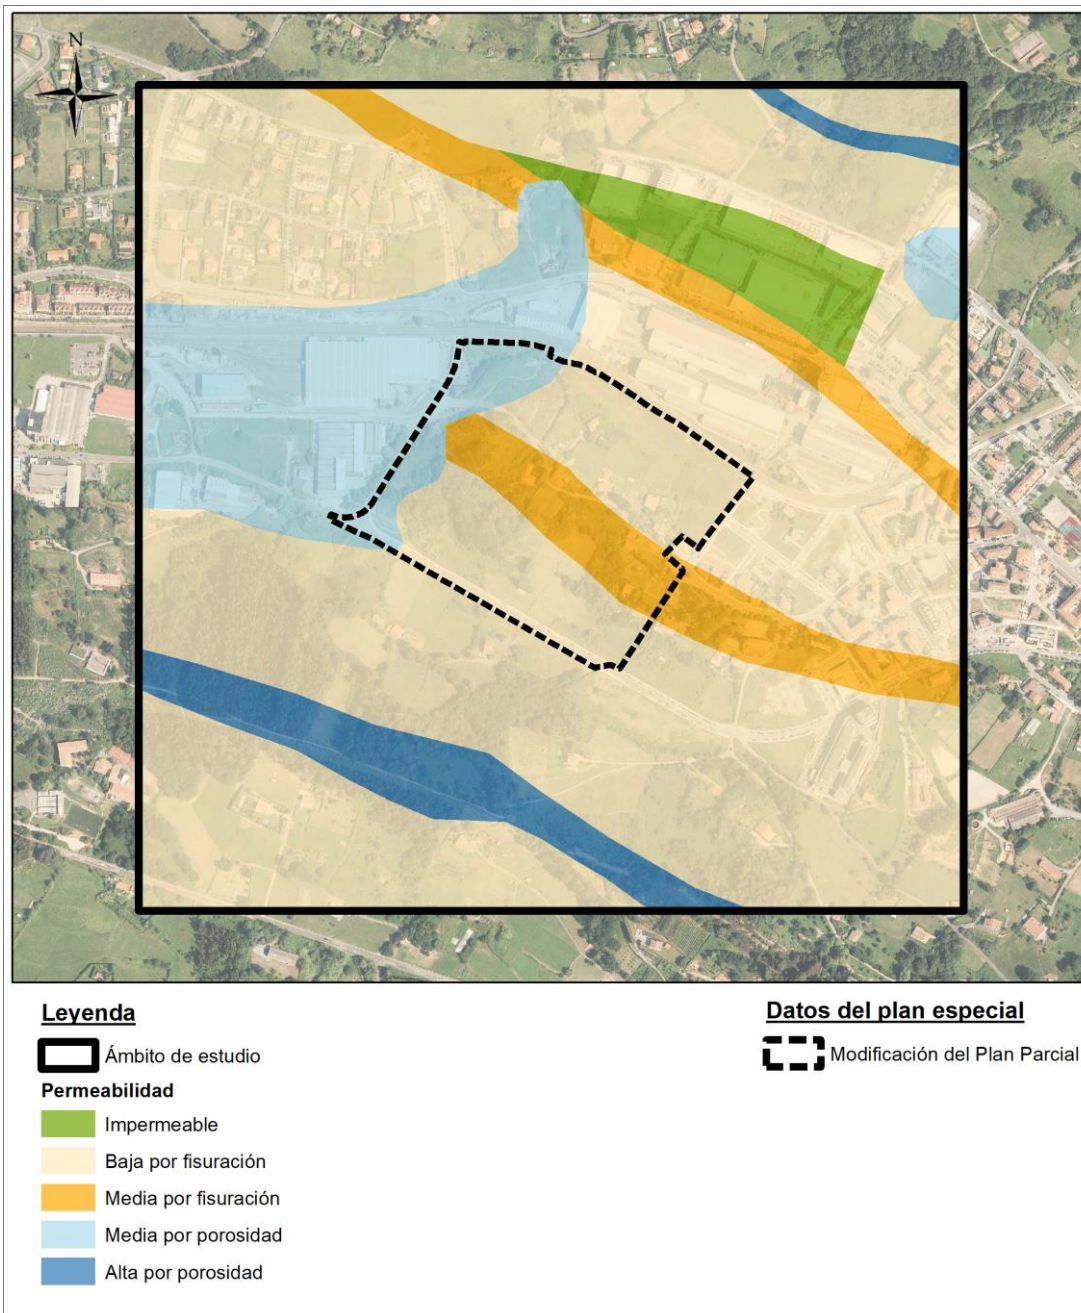 N
Leyenda
Ámbito de estudio
Permeabilidad
Impermeable
Baja por fisuración
Media por fisuración
Media por porosidad
Alta por porosidad
Datos del plan especial
Modificación del Plan Parcial